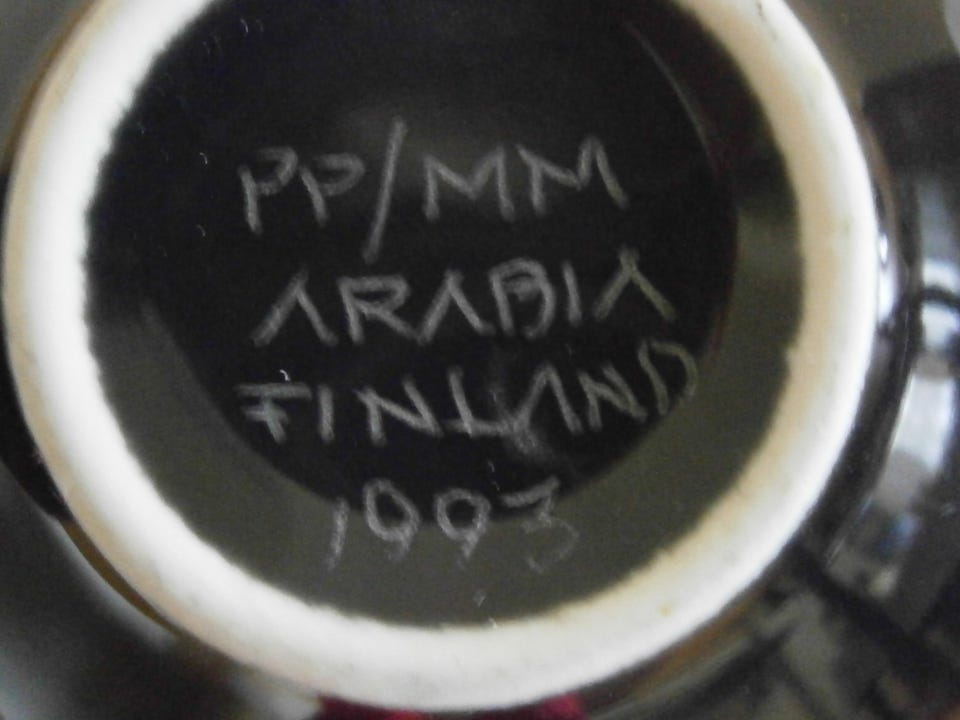 PP/MM
ARABIA
FINLAND
1993